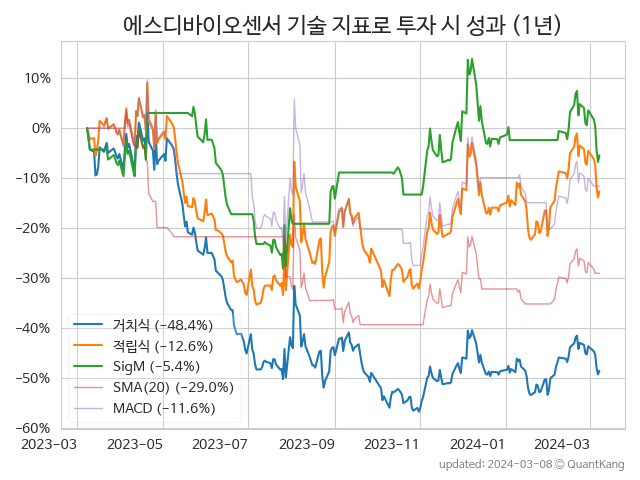 에스디바이오센서 기술 지표로 투자 시 성과 (1년)
10%
0%
−10%
−20%
−30%
−40%
−50%
−60%
거치식 (−48.4%)
적립식 (−12.6%)
SigM (−5.4%)
SMA(20) (−29.0%)
MACD (−11.6%)
2023−03 2023−05 2023−07 2023−09 2023−11 2024−01 2024−03
updated: 2024−03−08 © QuantKang